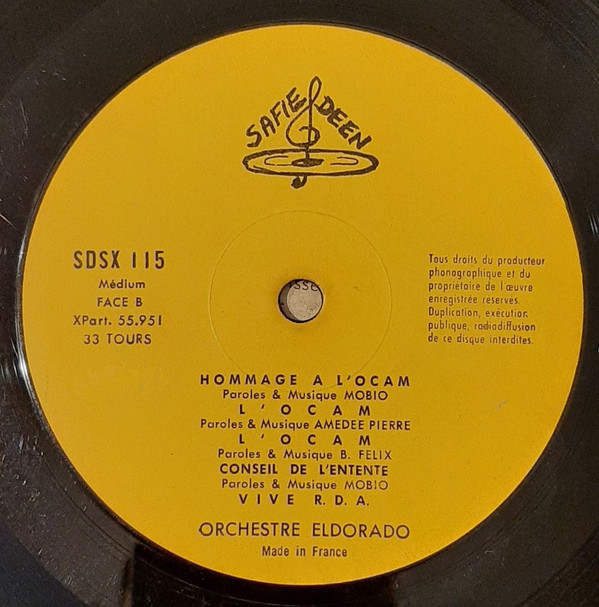 SAFIE DEEN
SDSX 115
Médium
FACE B
XPart. 55.951
33 TOURS
Tous droits du producteur
phonographique et du
propriétaire de l'œuvre
enregistrée réservés.
Duplication, exécution
publique, radiodiffusion
de ce disque interdites.
HOMMAGE A L'OCAM
Paroles & Musique MOBIO
L'OCAM
Paroles & Musique AMEDEE PIERRE
L'OCAM
Paroles & Musique B. FELIX
CONSEIL DE L'ENTENTE
Paroles & Musique MOBIO
VIVE R.D.A.
ORCHESTRE ELDORADO
Made in France